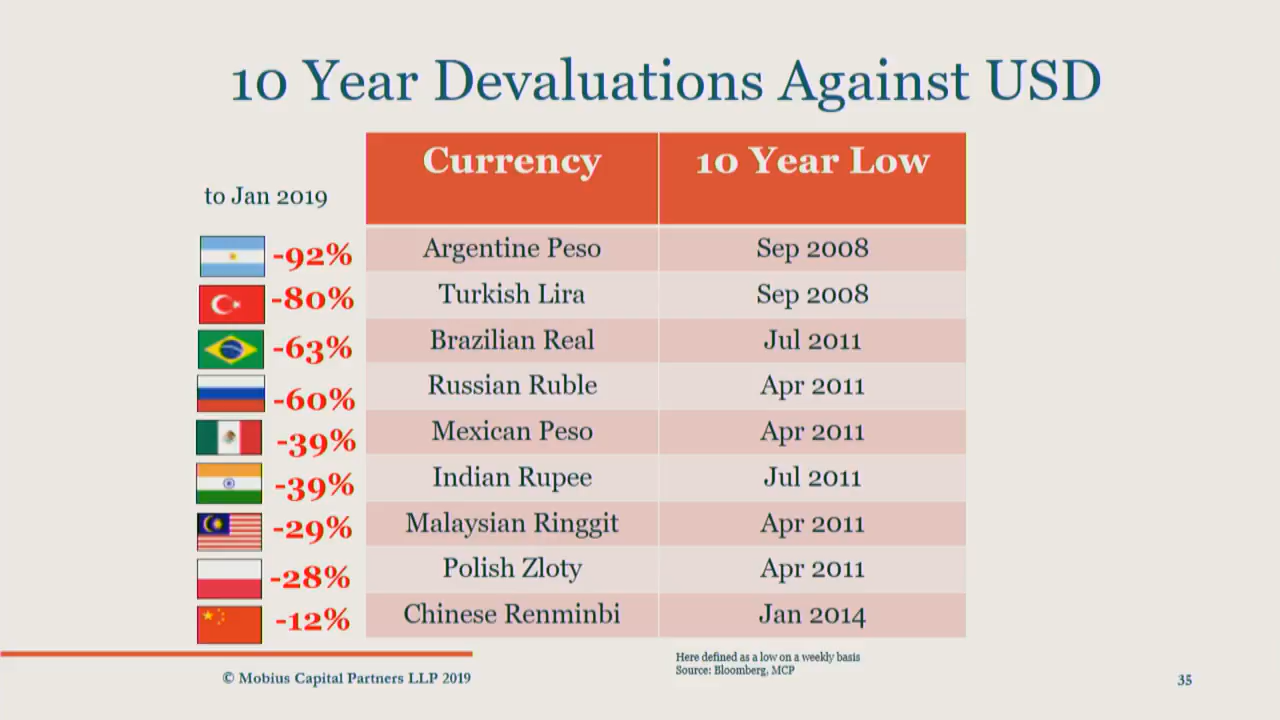 10 Year Devaluations Against USD
to Jan 2019
Currency 10 Year Low
-92% Argentine Peso Sep 2008
-80% Turkish Lira Sep 2008
-63% Brazilian Real Jul 2011
-60% Russian Ruble Apr 2011
-39% Mexican Peso Apr 2011
-39% Indian Rupee Jul 2011
-29% Malaysian Ringgit Apr 2011
-28% Polish Zloty Apr 2011
-12% Chinese Renminbi Jan 2014
Here defined as a low on a weekly basis
Source: Bloomberg, MCP
© Mobius Capital Partners LLP 2019
35